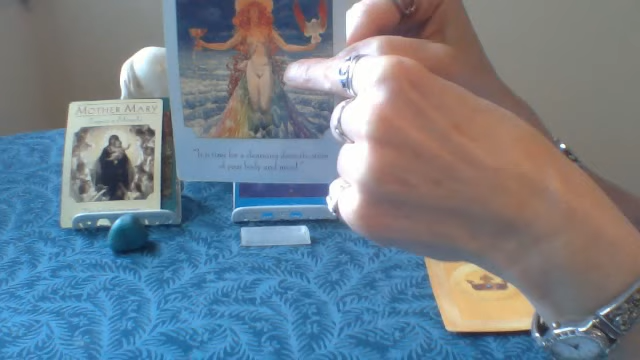 MOTHER MARY
"It is time for a cleansing detoxification
of your body and mind."